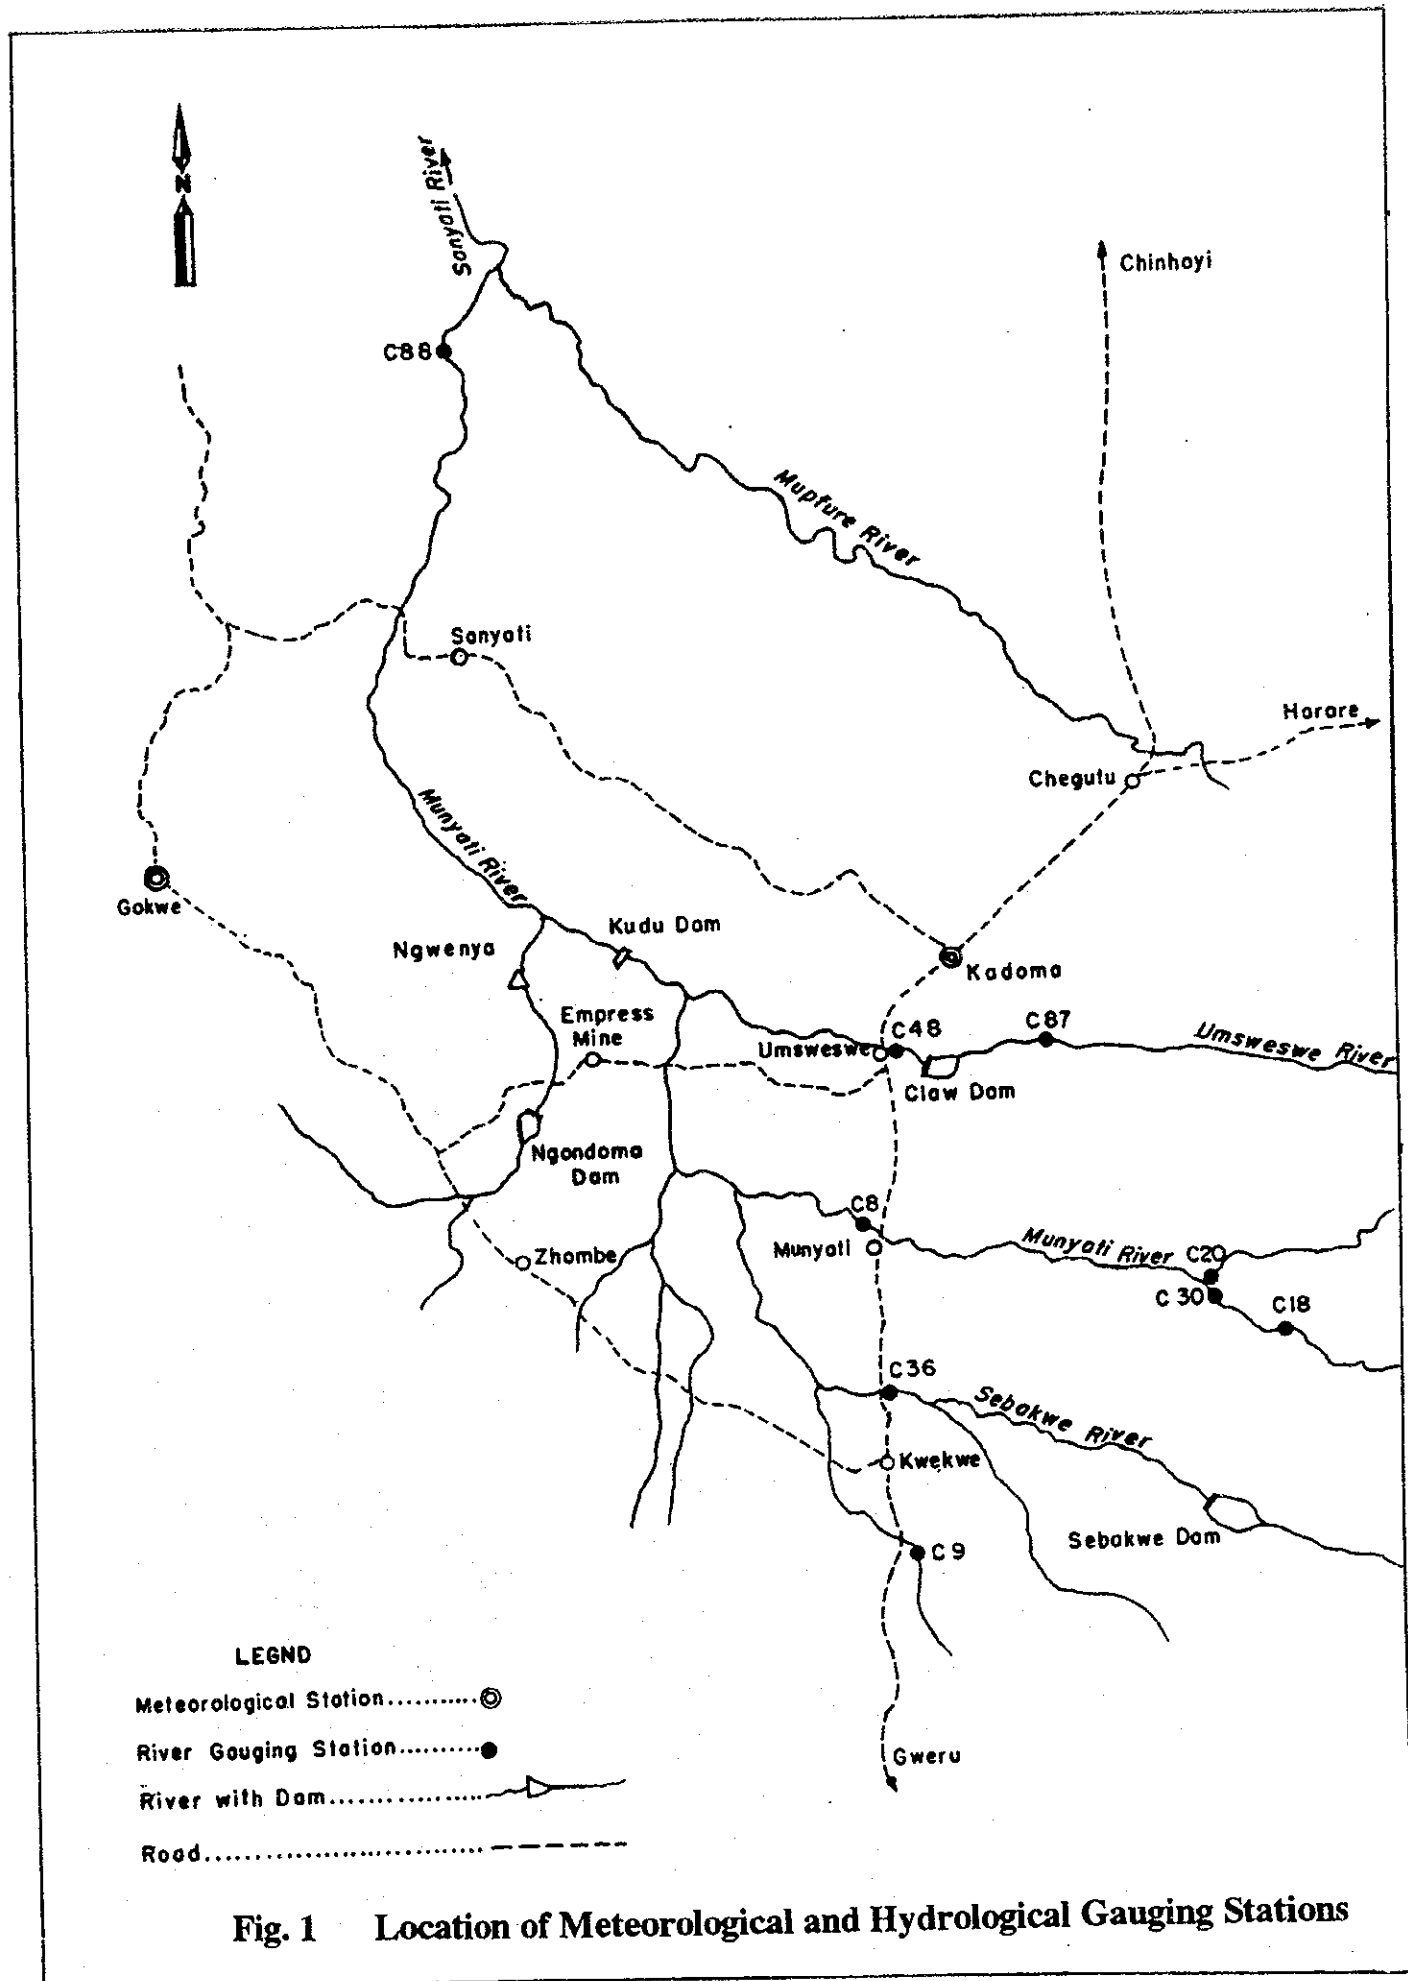 N
Sanyati River
Chinhoyi
C88
Mupfure River
Sanyati
Harare
Chegutu
Munyati River
Gokwe
Kudu Dam
Ngwenya
Kadoma
Empress
Mine
C48
C87
Umsweswe River
Umsweswe
Claw Dam
Ngondoma
Dam
C8
Munyati River
C20
Munyati
Zhombe
C 30
C18
C36
Sebakwe River
Kwekwe
Sebakwe Dam
C 9
LEGND
Meteorological Station...........
River Gauging Station..........
River with Dam..................
Gweru
Road................................
Fig. 1 Location of Meteorological and Hydrological Gauging Stations